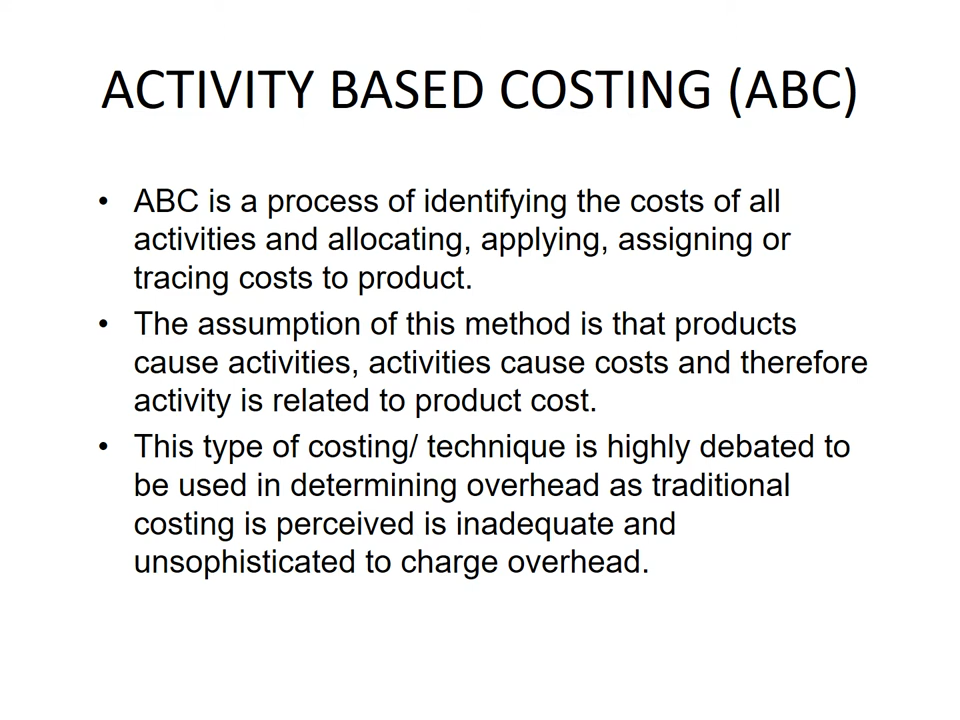 ACTIVITY BASED COSTING (ABC)
• ABC is a process of identifying the costs of all
activities and allocating, applying, assigning or
tracing costs to product.
• The assumption of this method is that products
cause activities, activities cause costs and therefore
activity is related to product cost.
• This type of costing/ technique is highly debated to
be used in determining overhead as traditional
costing is perceived is inadequate and
unsophisticated to charge overhead.